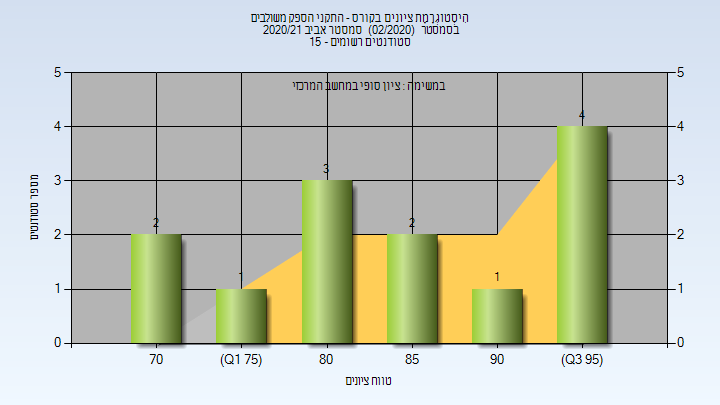 הִיסְטוֹגְרָמַת ציונים בקורס - התקני הספק משולבים
בסמסטר (02/2020) סמסטר אביב 2020/21
סטודנטים רשומים - 15
במשימה : ציון סופי במחשב המרכזי
5 5
4 4 4
3 3 3
2 2 2 2
1 1 1 1
0 0
70 (Q1 75) 80 85 90 (Q3 95)
מספר סטודנטים
טווח ציונים